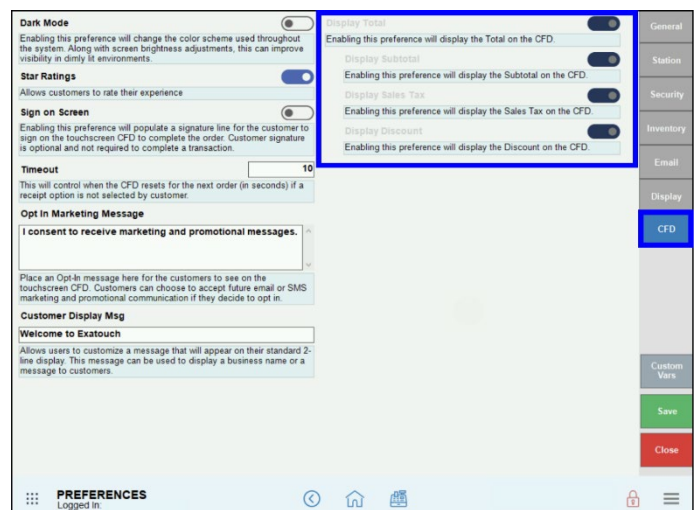 Dark Mode
Enabling this preference will change the color scheme used throughout
the system. Along with screen brightness adjustments, this can improve
visibility in dimly lit environments.
Star Ratings
Allows customers to rate their experience
Sign on Screen
Enabling this preference will populate a signature line for the customer to
sign on the touchscreen CFD to complete the order. Customer signature
is optional and not required to complete a transaction.
Timeout
10
This will control when the CFD resets for the next order (in seconds) if a
receipt option is not selected by customer.
Opt In Marketing Message
I consent to receive marketing and promotional messages.
Place an Opt-In message here for the customers to see on the
touchscreen CFD. Customers can choose to accept future email or SMS
marketing and promotional communication if they decide to opt in.
Customer Display Msg
Welcome to Exatouch
Allows users to customize a message that will appear on their standard 2-
line display. This message can be used to display a business name or a
message to customers.
Display Total
Enabling this preference will display the Total on the CFD.
Display Subtotal
Enabling this preference will display the Subtotal on the CFD.
Display Sales Tax
Enabling this preference will display the Sales Tax on the CFD.
Display Discount
Enabling this preference will display the Discount on the CFD.
General
Station
Security
Inventory
Email
Display
CFD
Custom
Vars
Save
Close
PREFERENCES
Logged In: